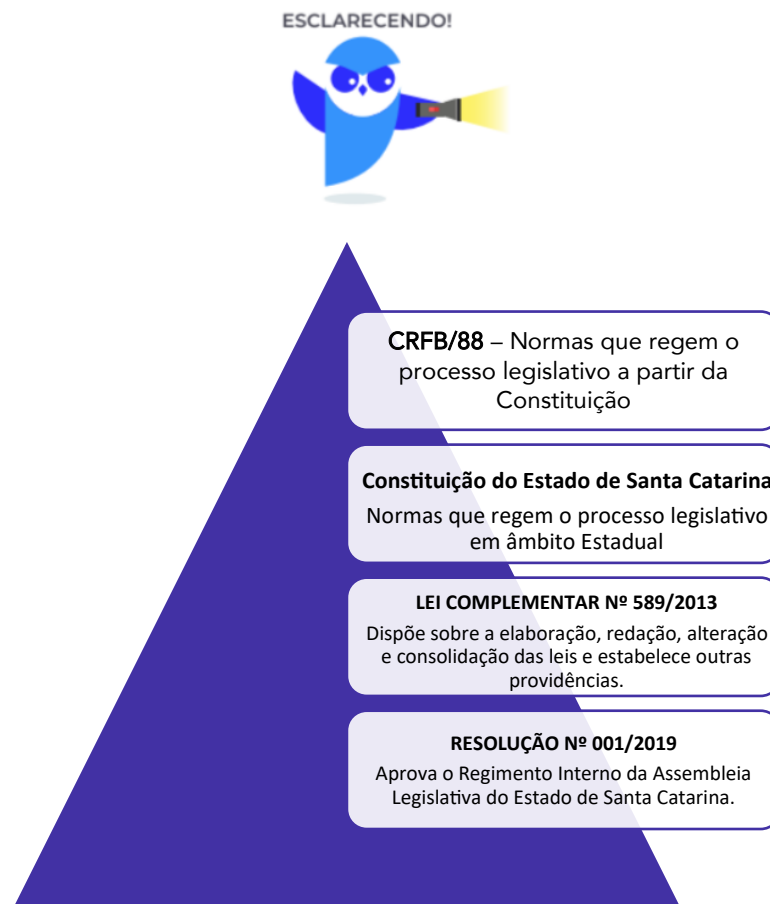 ESCLARECENDO!
CRFB/88 – Normas que regem o
processo legislativo a partir da
Constituição
Constituição do Estado de Santa Catarina
Normas que regem o processo legislativo
em âmbito Estadual
LEI COMPLEMENTAR Nº 589/2013
Dispõe sobre a elaboração, redação, alteração
e consolidação das leis e estabelece outras
providências.
RESOLUÇÃO Nº 001/2019
Aprova o Regimento Interno da Assembleia
Legislativa do Estado de Santa Catarina.